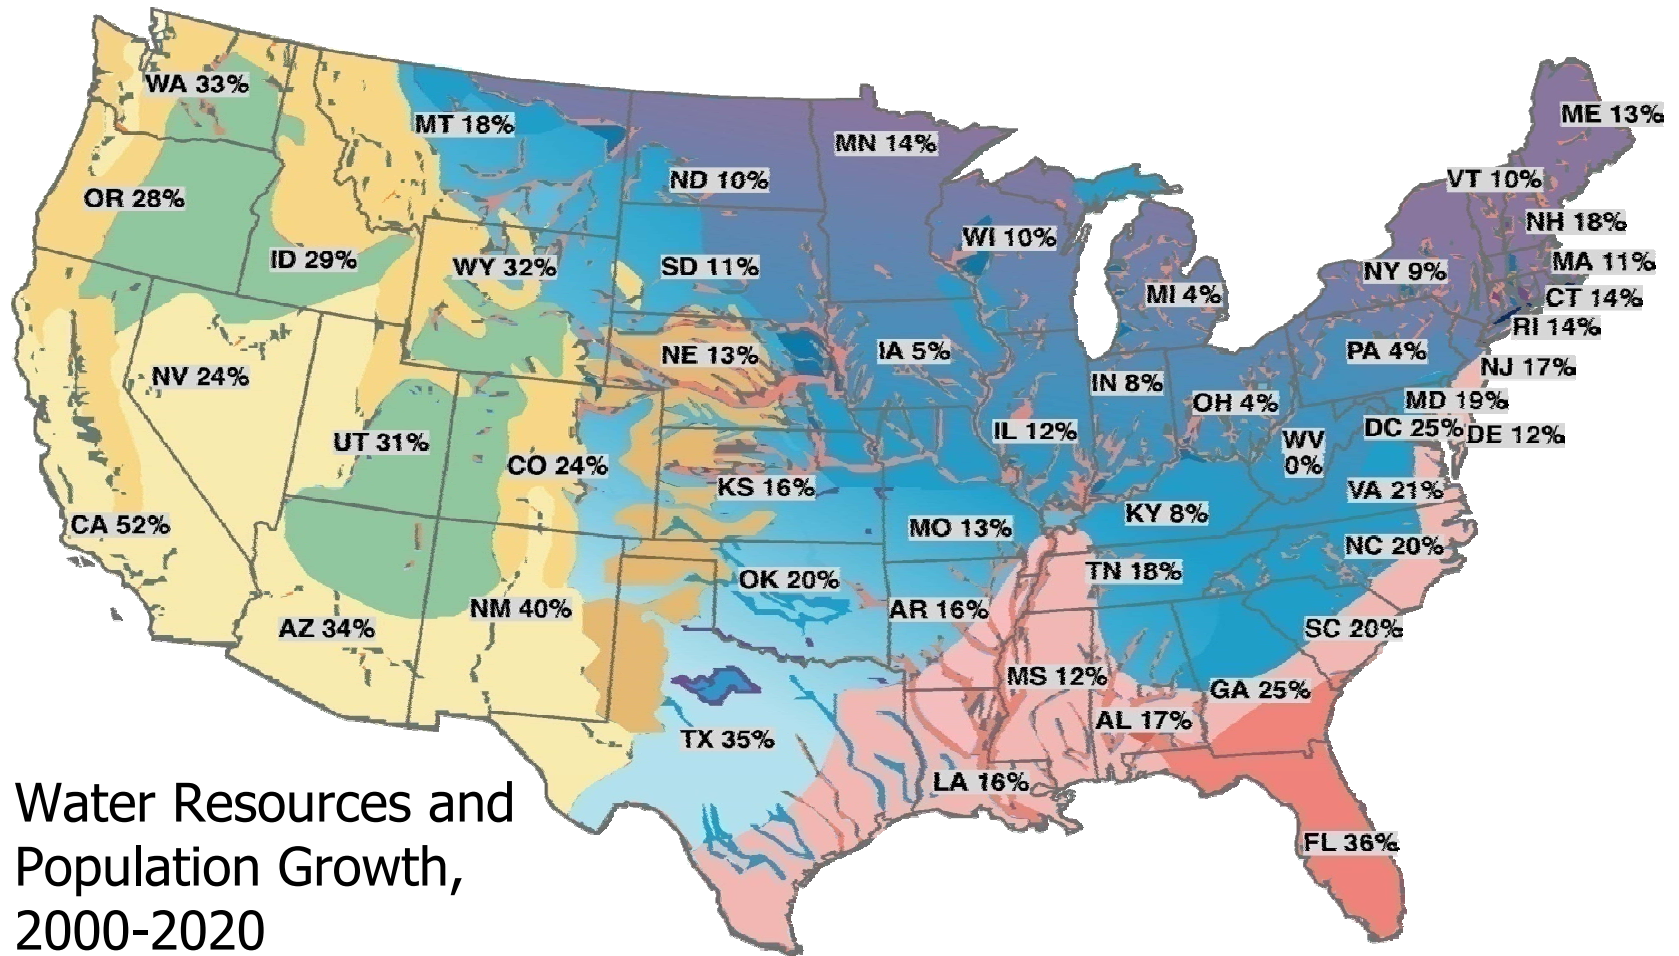 WA 33%
MT 18%
ME 13%
MN 14%
ND 10%
VT 10%
OR 28%
NH 18%
WI 10%
ID 29%
WY 32%
SD 11%
NY 9%
MA 11%
MI 4%
CT 14%
RI 14%
NE 13%
IA 5%
PA 4%
NV 24%
IN 8%
NJ 17%
OH 4%
MD 19%
UT 31%
IL 12%
DC 25%
DE 12%
CO 24%
WV
0%
KS 16%
VA 21%
CA 52%
MO 13%
KY 8%
NC 20%
OK 20%
TN 18%
NM 40%
AR 16%
AZ 34%
SC 20%
MS 12%
GA 25%
AL 17%
TX 35%
LA 16%
FL 36%
Water Resources and
Population Growth,
2000-2020